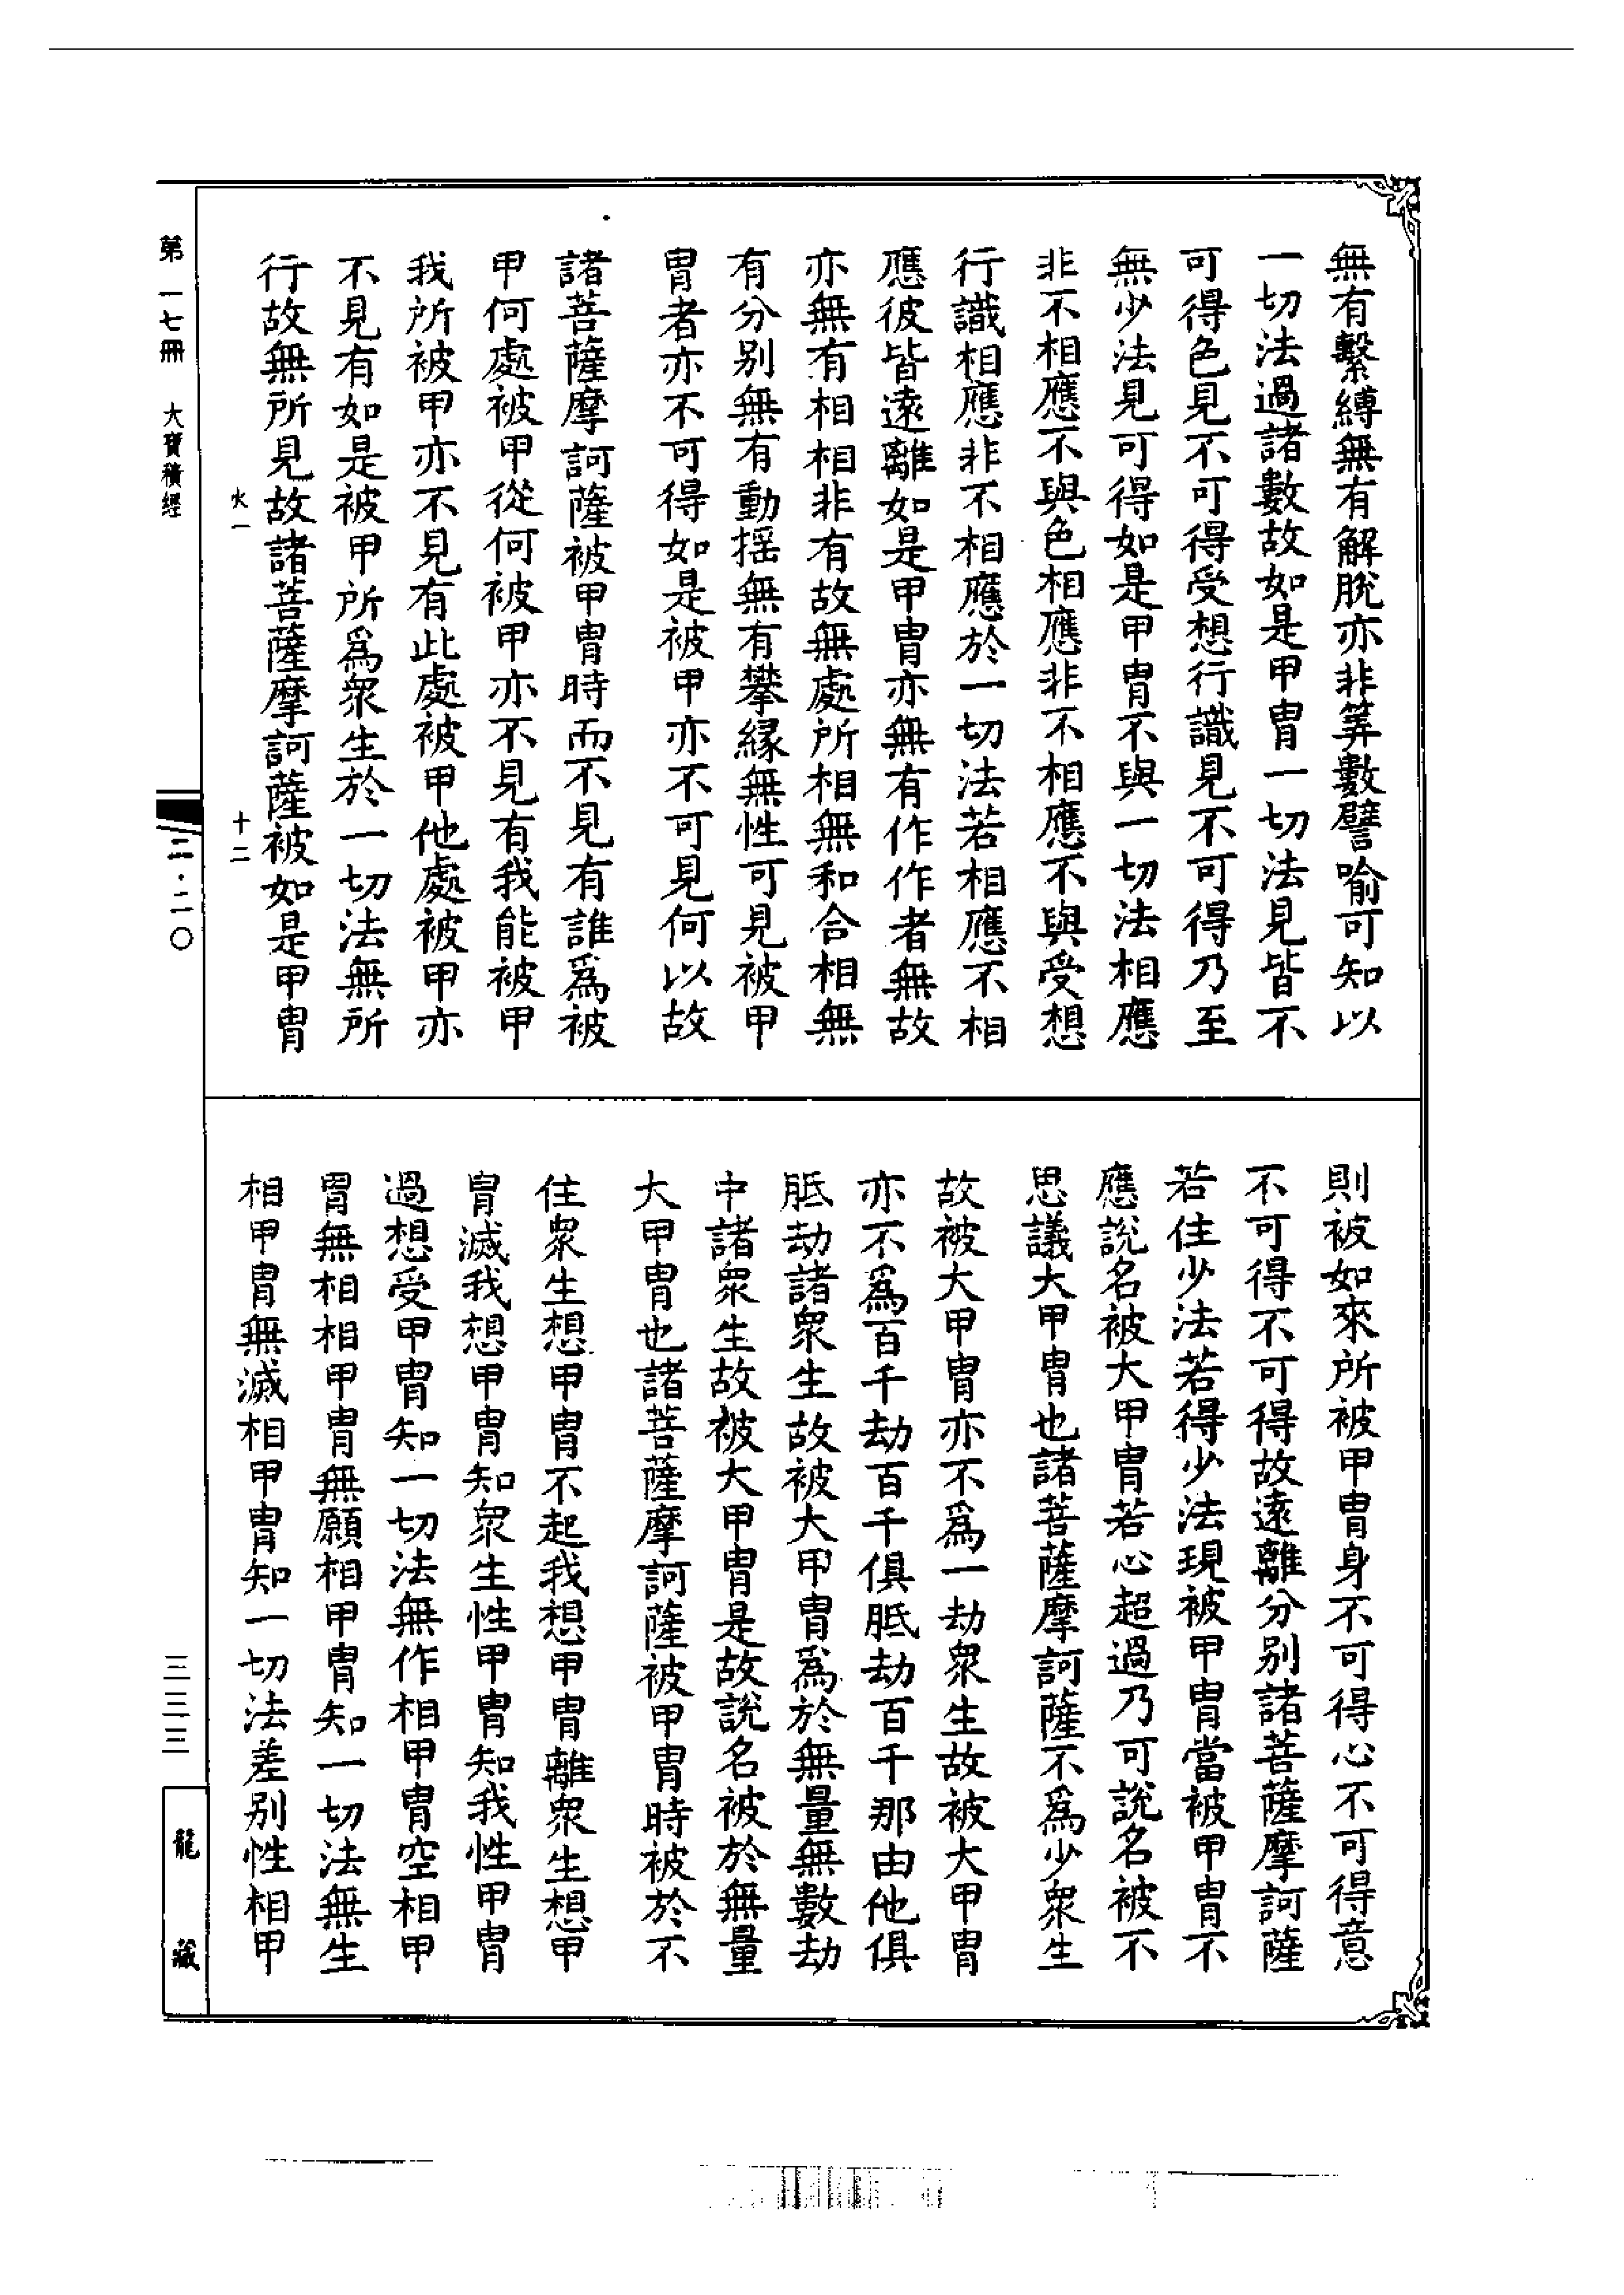 無有繫縛無有解脫亦非筭數譬喻可知以
一切法過諸數故如是甲冑一切法見皆不
可得色見不可得受想行識見不可得乃至
無少法見可得如是甲冑不與一切法相應
非不相應不與色相應非不相應不與受想
行識相應非不相應於一切法若相應不相
應彼皆遠離如是甲冑亦無有作作者無故
亦無有相相非有故無處所相無和合相無
有分別無有動搖無有攀緣無性可見被甲
冑者亦不可得如是被甲亦不可見何以故
諸菩薩摩訶薩被甲冑時而不見有誰為被
甲何處被甲從何被甲亦不見有我能被甲
我所被甲亦不見有此處被甲他處被甲亦
不見有如是被甲所為眾生於一切法無所
行故無所見故諸菩薩摩訶薩被如是甲冑
則被如來所被甲冑身不可得心不可得意
不可得不可得故遠離分別諸菩薩摩訶薩
若住少法若得少法現被甲冑當被甲冑不
應說名被大甲冑若心超過乃可說名被不
思議大甲冑也諸菩薩摩訶薩不為少眾生
故被大甲冑亦不為一劫眾生故被大甲冑
亦不為百千劫百千俱胝劫百千那由他俱
胝劫諸眾生故被大甲冑為於無量無數劫
中諸眾生故被大甲冑是故說名被於無量
大甲冑也諸菩薩摩訶薩被甲冑時被於不
住眾生想甲冑不起我想甲冑離眾生想甲
冑滅我想甲冑知眾生性甲冑知我性甲冑
過想受甲冑知一切法無作相甲冑空相甲
冑無相相甲冑無願相甲冑知一切法無生
相甲冑無滅相甲冑知一切法差別性相甲
火一
十二
第一七冊 大寶積經
二·二〇
三三三
龍藏